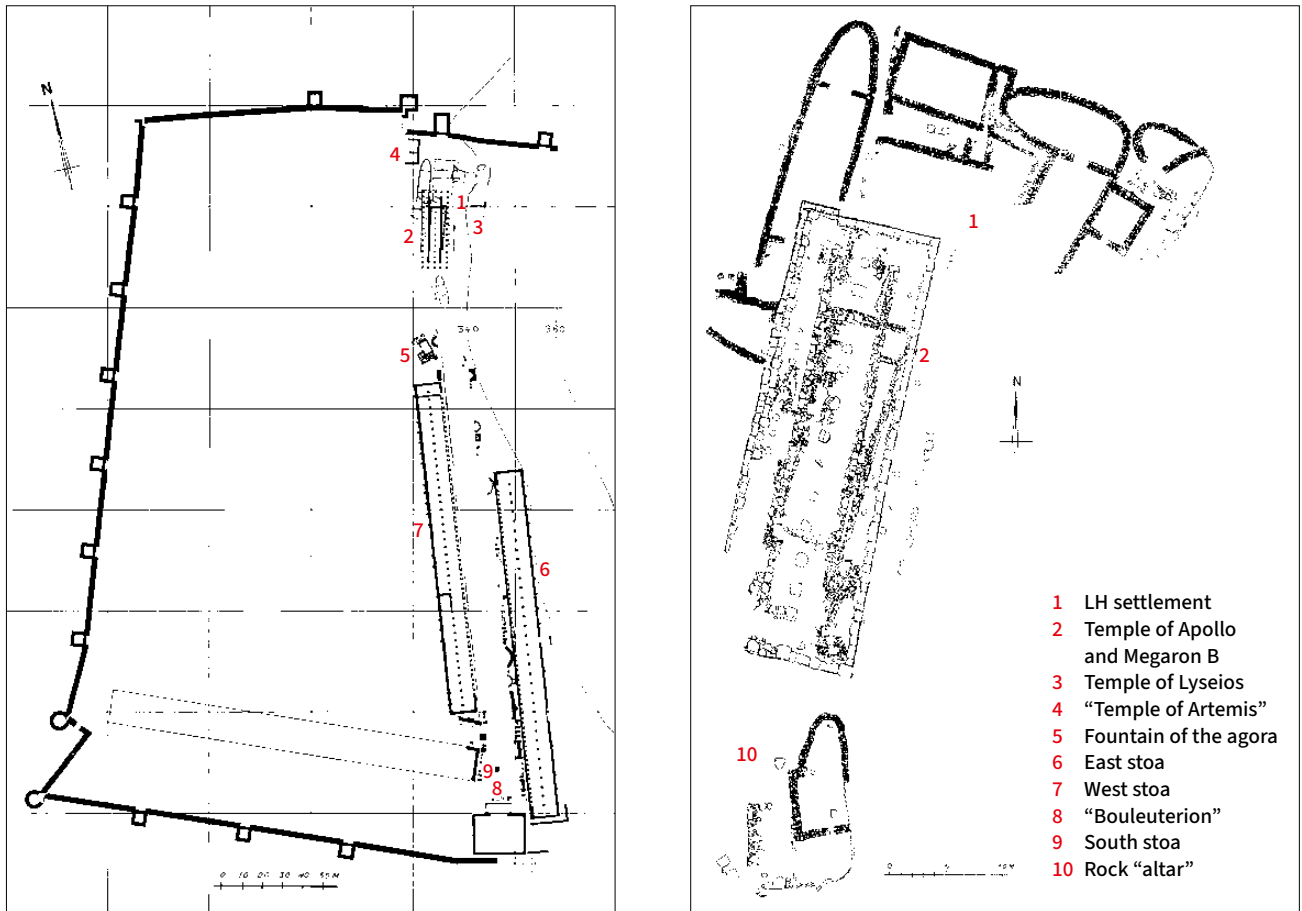 N
4
1
2
3
340
360
5
7
6
9
8
0 10 20 30 40 50M
1
2
N
10
1 LH settlement
2 Temple of Apollo
and Megaron B
3 Temple of Lyseios
4 “Temple of Artemis”
5 Fountain of the agora
6 East stoa
7 West stoa
8 “Bouleuterion”
9 South stoa
10 Rock “altar”